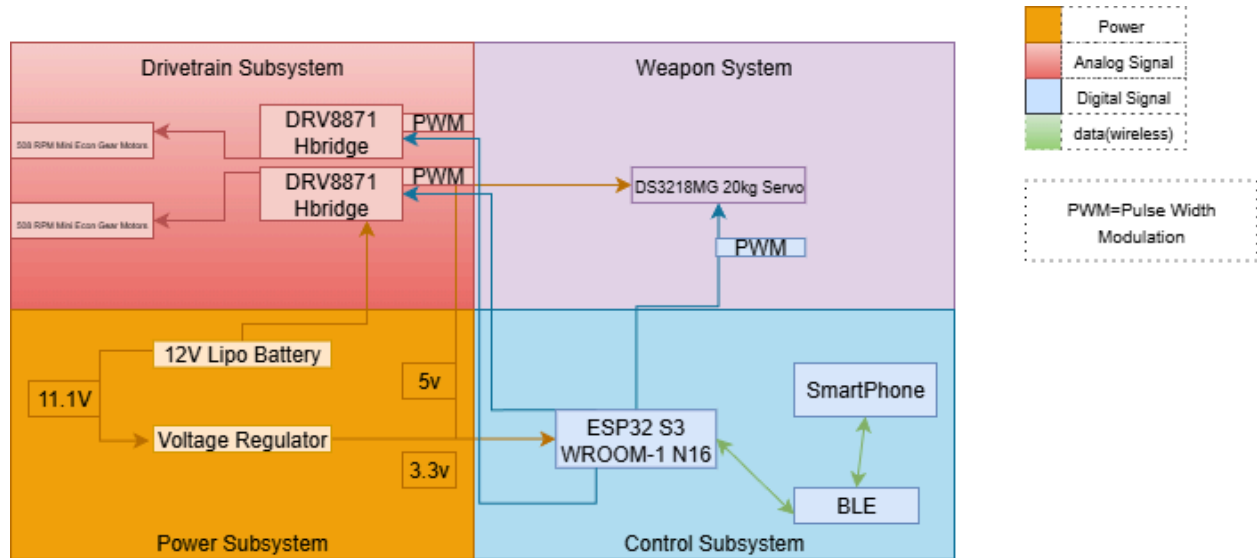 Power
Analog Signal
Digital Signal
data(wireless)
PWM=Pulse Width
Modulation
Drivetrain Subsystem
DRV8871
Hbridge
PWM
DRV8871
Hbridge
PWM
RPM Mini Econ Gear Motors
RPM Mini Econ Gear Motors
Weapon System
DS3218MG 20kg Servo
PWM
12V Lipo Battery
11.1V
5v
Voltage Regulator
3.3v
Power Subsystem
SmartPhone
ESP32 S3
WROOM-1 N16
BLE
Control Subsystem